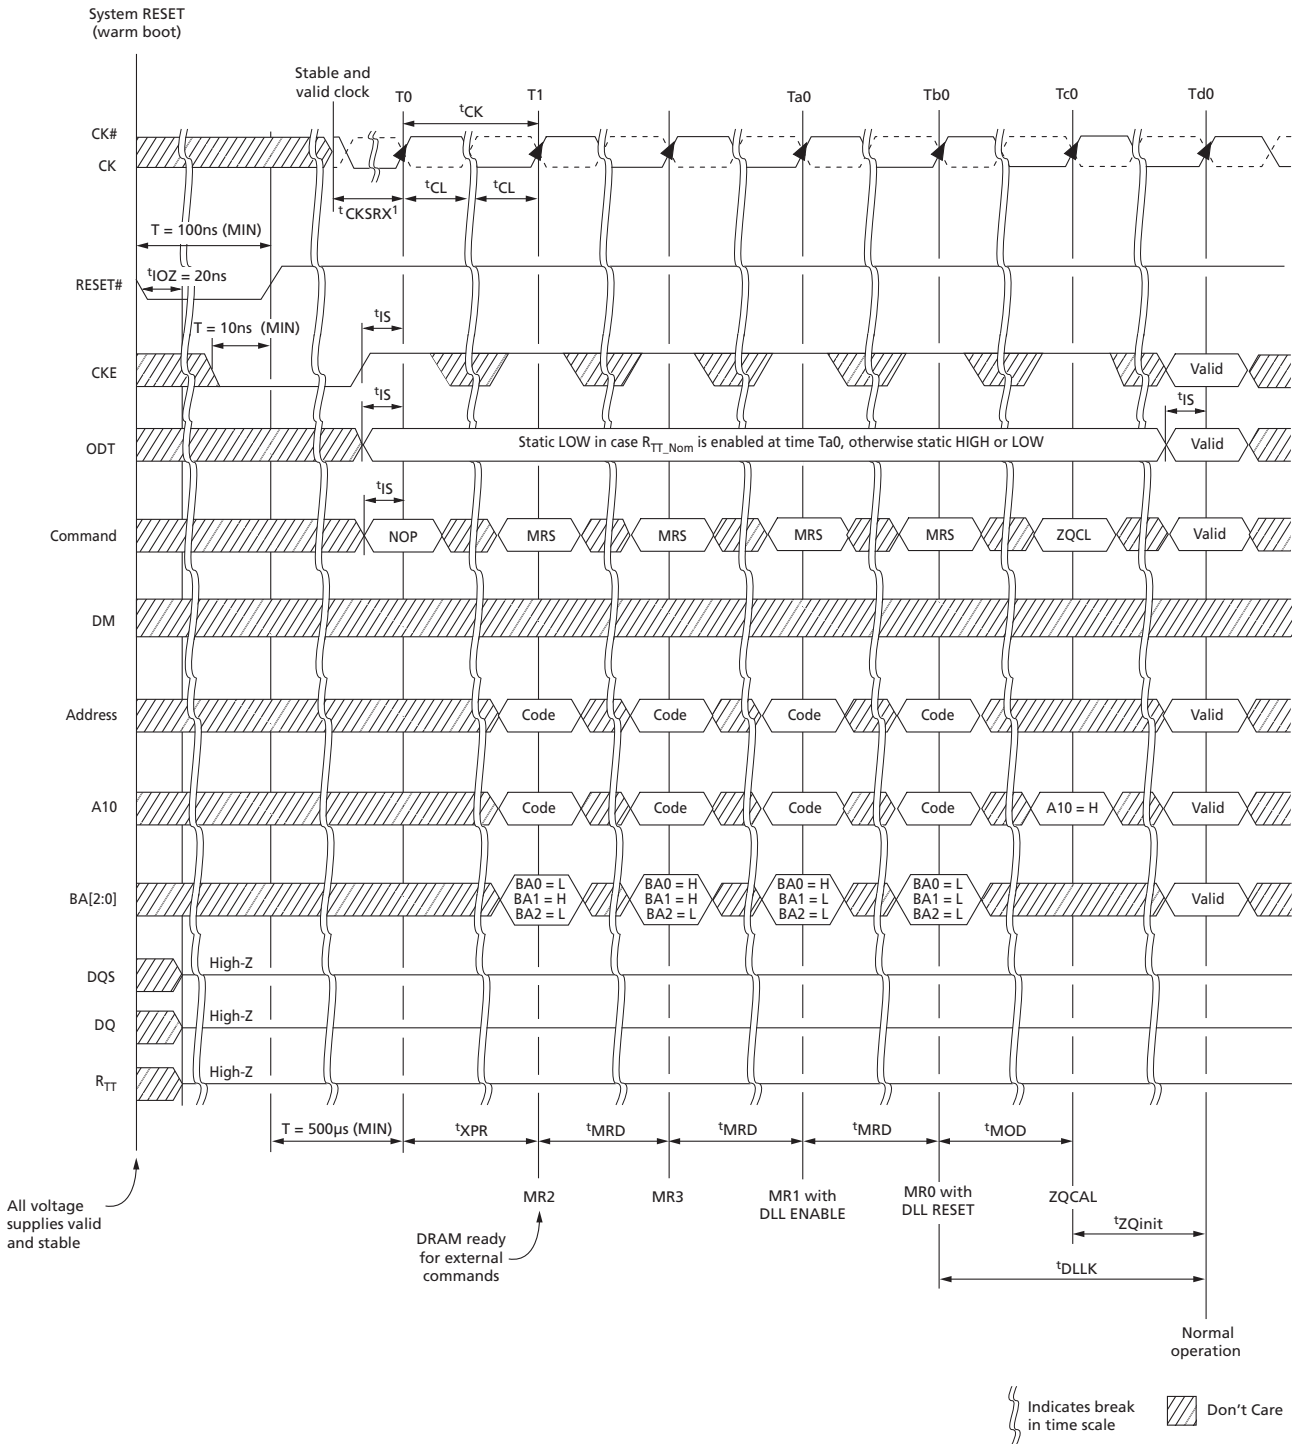 System RESET
(warm boot)
Stable and
valid clock
T0
T1
Ta0
Tb0
Tc0
Td0
tCK
CK#
CK
tCL
tCL
tCKSRX1
T = 100ns (MIN)
tIOZ = 20ns
RESET#
T = 10ns (MIN)
tIS
CKE
Valid
tIS
tIS
ODT
Static LOW in case RTT_Nom is enabled at time Ta0, otherwise static HIGH or LOW
Valid
tIS
Command
NOP
MRS
MRS
MRS
MRS
ZQCL
Valid
DM
Address
Code
Code
Code
Code
Valid
A10
Code
Code
Code
Code
A10 = H
Valid
BA[2:0]
BA0 = L
BA1 = H
BA2 = L
BA0 = H
BA1 = H
BA2 = L
BA0 = H
BA1 = L
BA2 = L
BA0 = L
BA1 = L
BA2 = L
Valid
DQS
High-Z
DQ
High-Z
RTT
High-Z
T = 500µs (MIN)
tXPR
tMRD
tMRD
tMRD
tMOD
All voltage
supplies valid
and stable
MR2
MR3
MR1 with
DLL ENABLE
MR0 with
DLL RESET
ZQCAL
DRAM ready
for external
commands
tZQinit
tDLLK
Normal
operation
Indicates break
in time scale
Don't Care